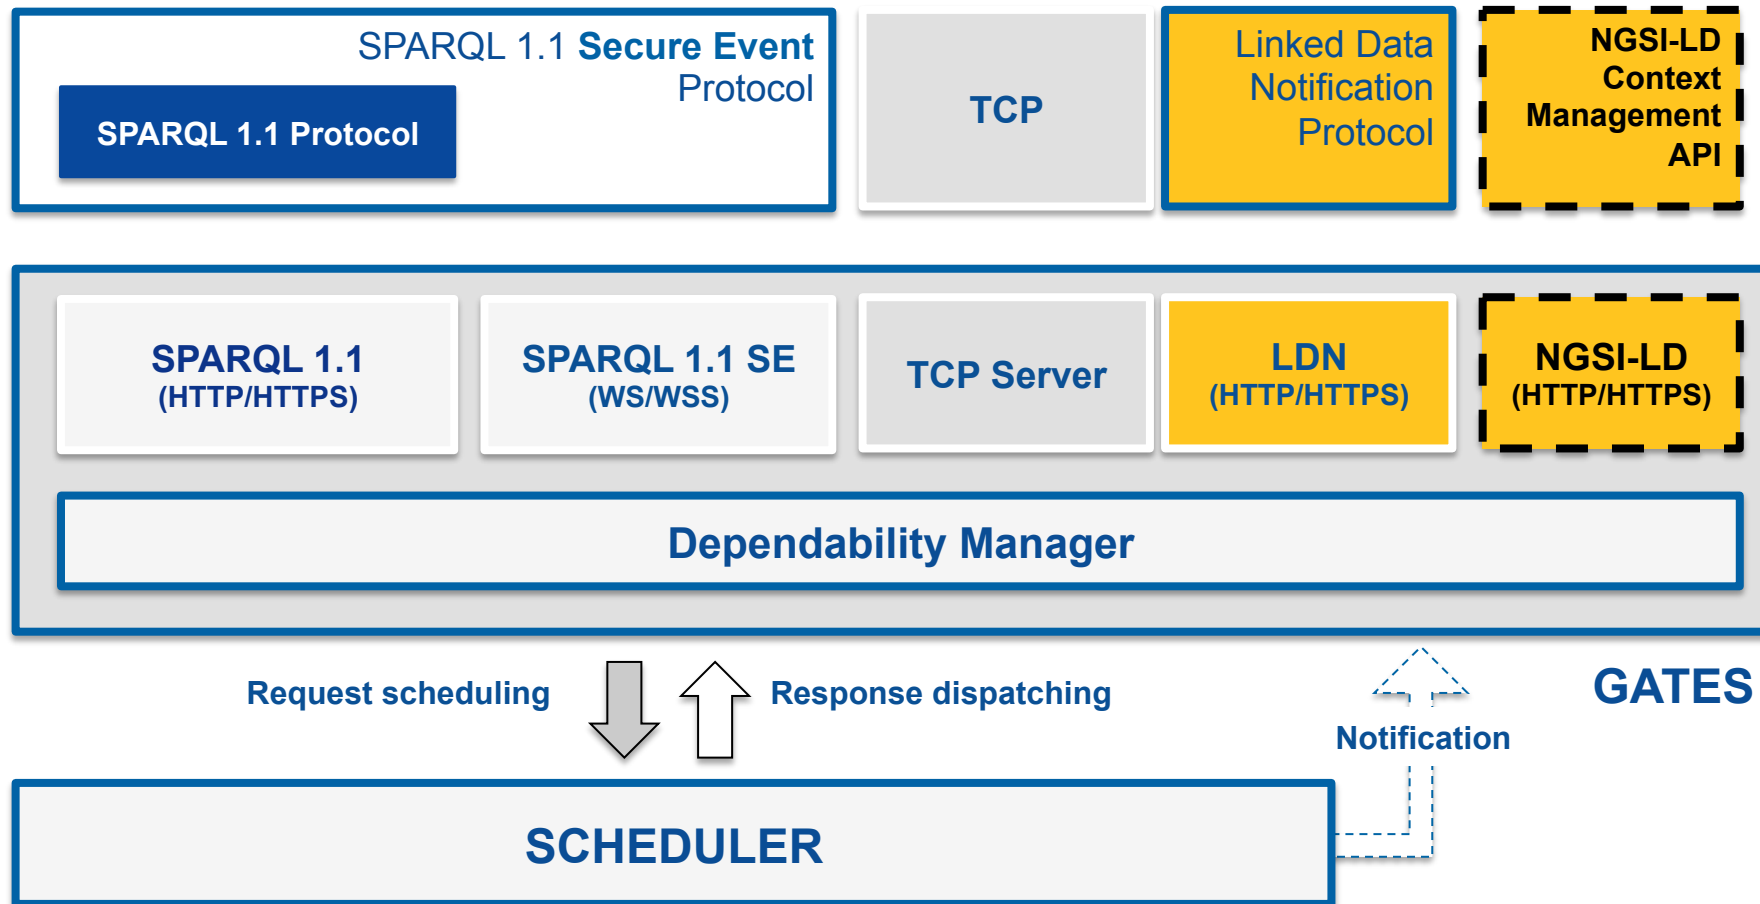 SPARQL 1.1 Secure Event
Protocol
SPARQL 1.1 Protocol
TCP
Linked Data
Notification
Protocol
NGSI-LD
Context
Management
API
SPARQL 1.1
(HTTP/HTTPS)
SPARQL 1.1 SE
(WS/WSS)
TCP Server
LDN
(HTTP/HTTPS)
NGSI-LD
(HTTP/HTTPS)
Dependability Manager
Request scheduling
Response dispatching
GATES
Notification
SCHEDULER